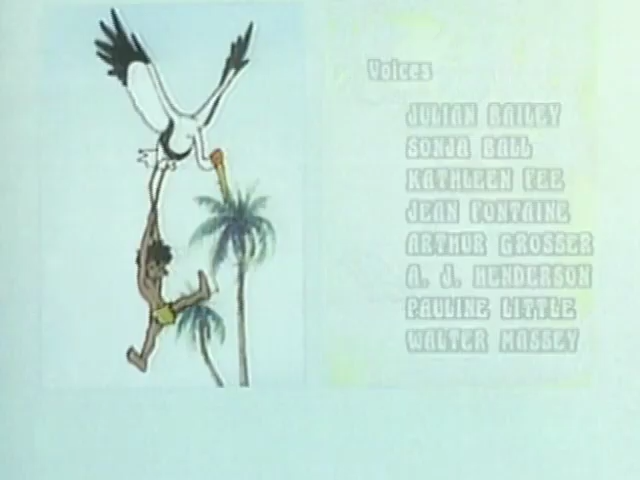 Voices
JULIAN BAILEY
SONJA BALL
KATHLEEN FEE
JEAN FONTAINE
ARTHUR GROSSER
A. J. HENDERSON
PAULINE LITTLE
WALTER MASSEY